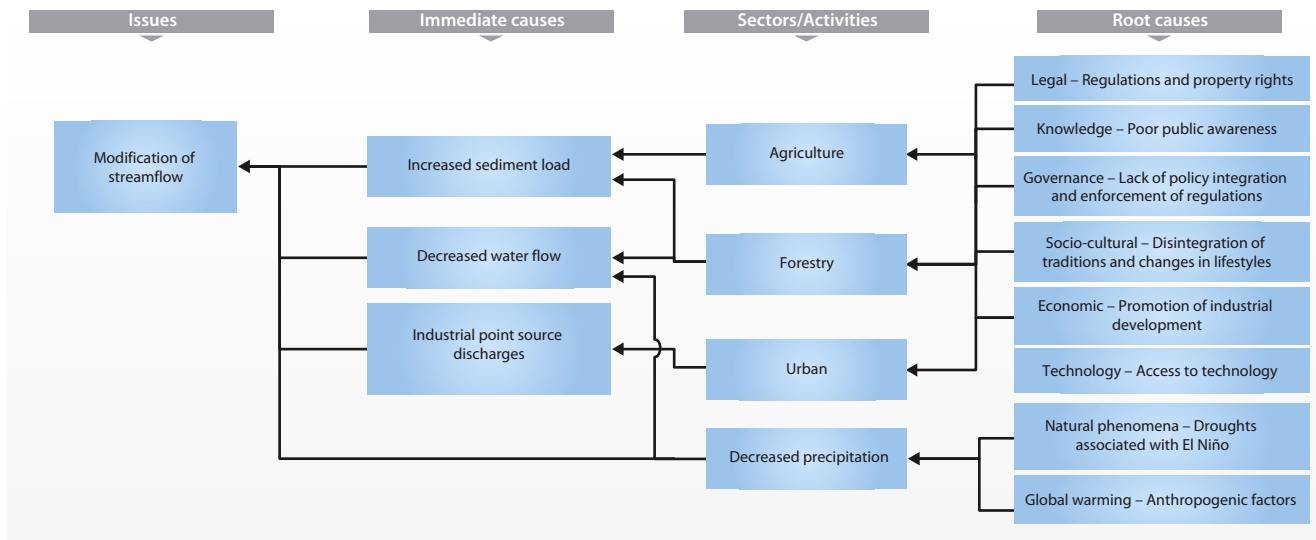 Issues
Immediate causes
Sectors/Activities
Root causes
Modification of
streamflow
Increased sediment load
Decreased water flow
Industrial point source
discharges
Agriculture
Forestry
Urban
Decreased precipitation
Legal – Regulations and property rights
Knowledge – Poor public awareness
Governance – Lack of policy integration
and enforcement of regulations
Socio-cultural – Disintegration of
traditions and changes in lifestyles
Economic – Promotion of industrial
development
Technology – Access to technology
Natural phenomena – Droughts
associated with El Niño
Global warming – Anthropogenic factors